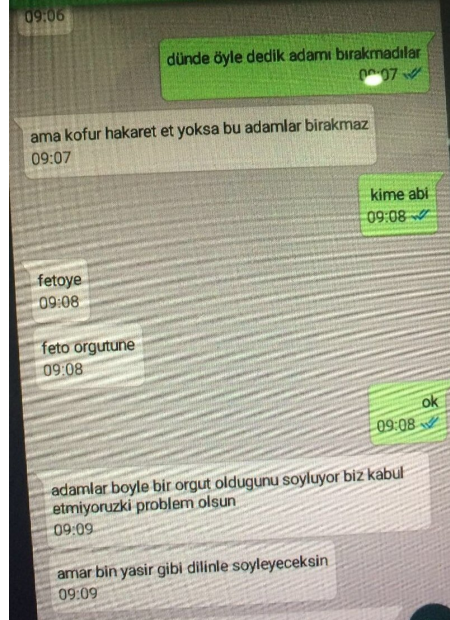 09:06
dünde öyle dedik adamı bırakmadılar
09:07
ama kofur hakaret et yoksa bu adamlar birakmaz
09:07
kime abi
09:08
fetoye
09:08
feto orgutune
09:08
ok
09:08
adamlar boyle bir orgut oldugunu soyluyor biz kabul
etmiyoruzki problem olsun
09:09
amar bin yasir gibi dilinle soyleyeceksin
09:09